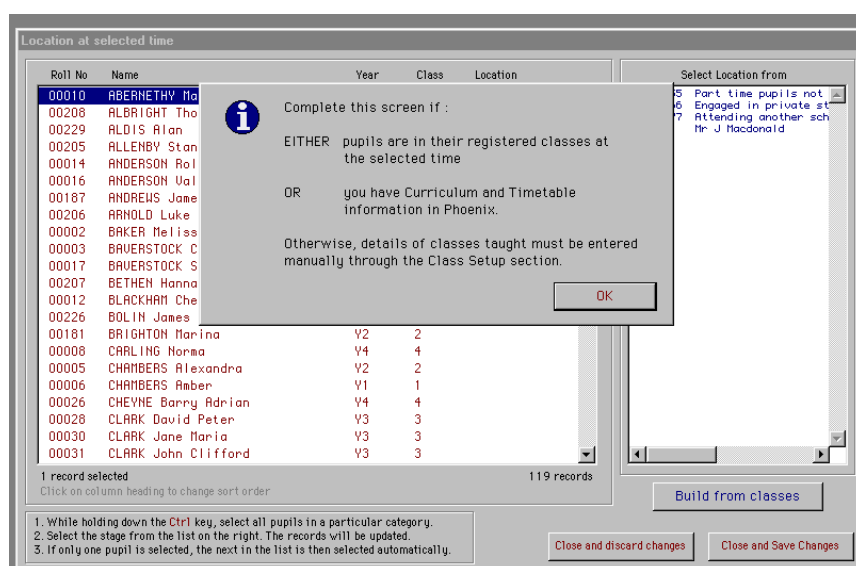 Location at selected time
Roll No Name Year Class Location
00010 ABERNETHY Ma
00208 ALBRIGHT Tho
00229 ALDIS Alan
00205 ALLENBY Stan
00014 ANDERSON Rol
00016 ANDERSON Val
00187 ANDREWS Jame
00206 ARNOLD Luke
00002 BAKER Meliss
00003 BAVERSTOCK C
00017 BAVERSTOCK S
00207 BETHEN Hanna
00012 BLACKHAM Che
00226 BOLIN James
00181 BRIGHTON Marina Y2 2
00008 CARLING Norma Y4 4
00005 CHAMBERS Alexandra Y2 2
00006 CHAMBERS Amber Y1 1
00026 CHEYNE Barry Adrian Y4 4
00028 CLARK David Peter Y3 3
00030 CLARK Jane Maria Y3 3
00031 CLARK John Clifford Y3 3
1 record selected 119 records
Click on column heading to change sort order
Complete this screen if :
EITHER pupils are in their registered classes at
the selected time
OR you have Curriculum and Timetable
information in Phoenix.
Otherwise, details of classes taught must be entered
manually through the Class Setup section.
OK
Select Location from
5 Part time pupils not
6 Engaged in private st
7 Attending another sch
Mr J Macdonald
Build from classes
1. While holding down the Ctrl key, select all pupils in a particular category.
2. Select the stage from the list on the right. The records will be updated.
3. If only one pupil is selected, the next in the list is then selected automatically.
Close and discard changes
Close and Save Changes